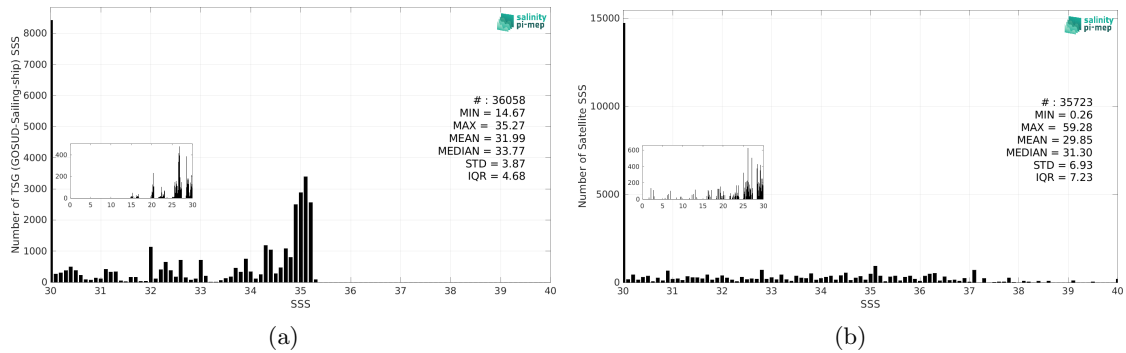 8000
7000
6000
5000
4000
3000
2000
1000
0
Number of TSG (GOSUD-Sailing-ship) SSS
salinity
pi-mep
# : 36058
MIN = 14.67
MAX = 35.27
MEAN = 31.99
MEDIAN = 33.77
STD = 3.87
IQR = 4.68
400
200
0
0 5 10 15 20 25 30
30 31 32 33 34 35 36 37 38 39 40
SSS
(a)
15000
10000
5000
0
Number of Satellite SSS
salinity
pi-mep
# : 35723
MIN = 0.26
MAX = 59.28
MEAN = 29.85
MEDIAN = 31.30
STD = 6.93
IQR = 7.23
600
400
200
0
0 5 10 15 20 25 30
30 31 32 33 34 35 36 37 38 39 40
SSS
(b)